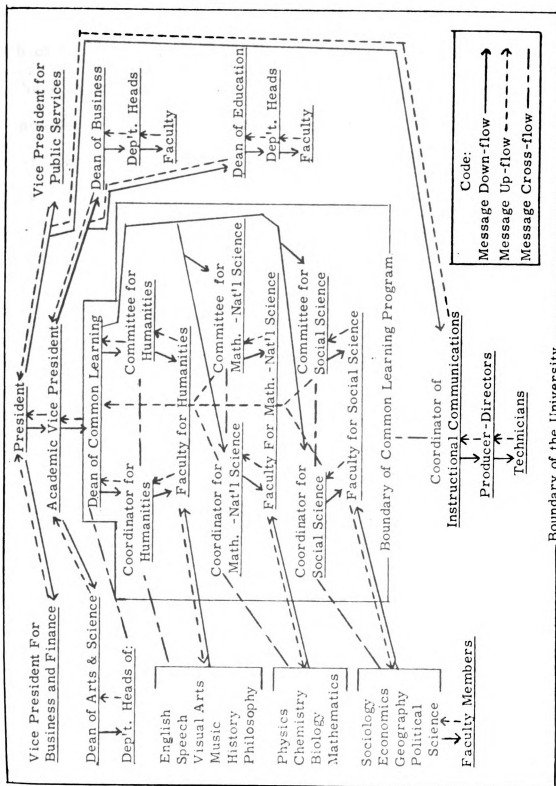 President
Vice President For
Business and Finance
Academic Vice President
Vice President for
Public Services
Dean of Arts & Science
Dep't. Heads of:
English
Speech
Visual Arts
Music
History
Philosophy
Physics
Chemistry
Biology
Mathematics
Sociology
Economics
Geography
Political
Science
Faculty Members
Dean of Common Learning
Coordinator for
Humanities
Committee for
Humanities
Faculty for Humanities
Coordinator for
Math. -Nat'l Science
Committee for
Math. -Nat'l Science
Faculty For Math. -Nat'l Science
Coordinator for
Social Science
Committee for
Social Science
Faculty for Social Science
Boundary of Common Learning Program
Dean of Business
Dep't. Heads
Faculty
Dean of Education
Dep't. Heads
Faculty
Coordinator of
Instructional Communications
Producer-Directors
Technicians
Code:
Message Down-flow
Message Up-flow
Message Cross-flow
Boundary of the University